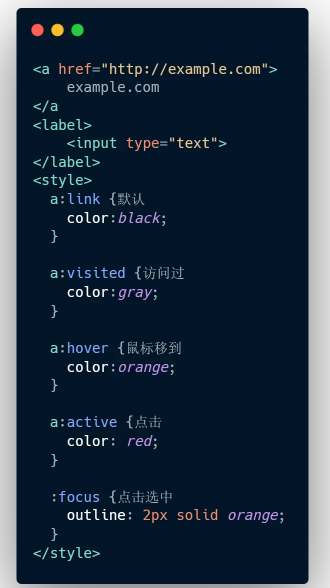 <a href="http://example.com">
    example.com
</a
<label>
    <input type="text">
</label>
<style>
  a:link {默认
    color:black;
  }

  a:visited {访问过
    color:gray;
  }

  a:hover {鼠标移到
    color:orange;
  }

  a:active {点击
    color: red;
  }

  :focus {点击选中
    outline: 2px solid orange;
  }
</style>